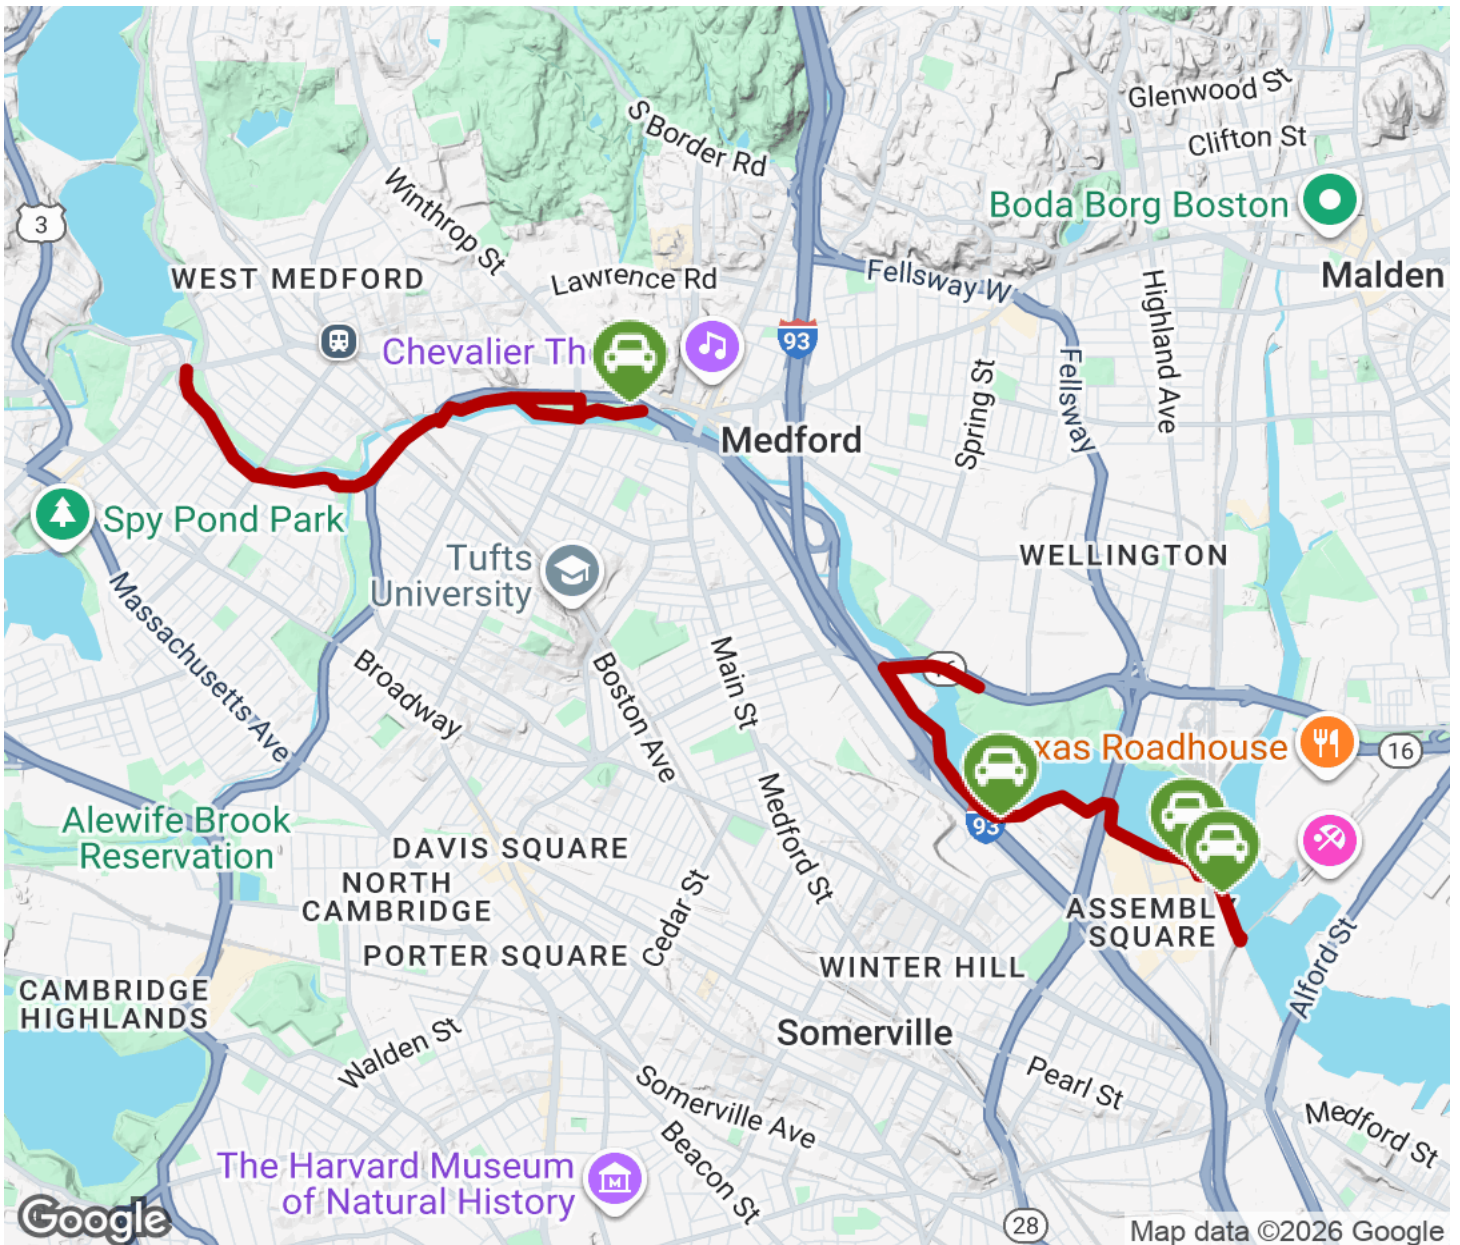 Glenwood St
Clifton St
S Border Rd
Boda Borg Boston
3
Winthrop St
WEST MEDFORD
Lawrence Rd
Fellsway W
Highland Ave
Malden
93
Chevalier Th
Fellsway
Spring St
Medford
Spy Pond Park
Tufts
University
WELLINGTON
Massachusetts Ave
Broadway
Boston Ave
Main St
xas Roadhouse
16
Medford St
93
Alewife Brook
Reservation
DAVIS SQUARE
NORTH
CAMBRIDGE
Cedar St
ASSEMBLY
SQUARE
PORTER SQUARE
WINTER HILL
Alford St
CAMBRIDGE
HIGHLANDS
Walden St
Somerville
Pearl St
Somerville Ave
Medford St
Beacon St
The Harvard Museum
of Natural History
M
Google
28
Map data ©2026 Google